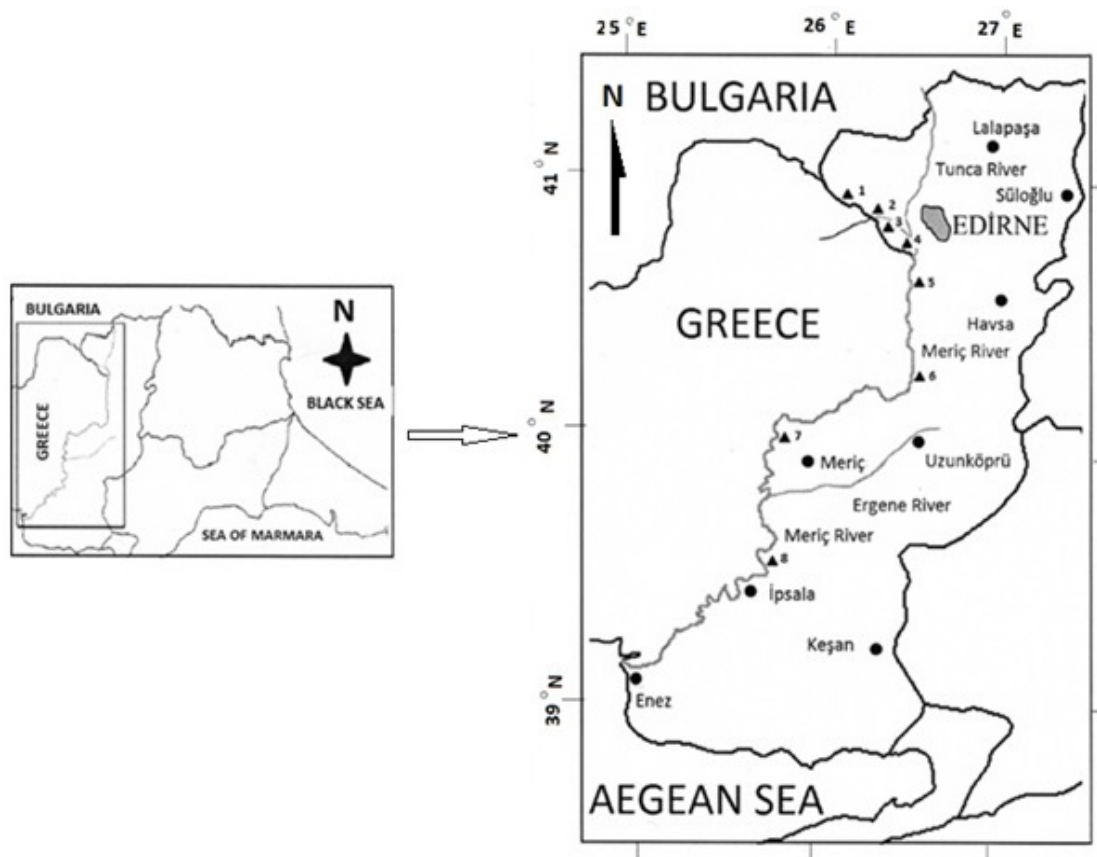 BULGARIA
N
BLACK SEA
GREECE
SEA OF MARMARA
25 °E
26 °E
27 °E
41 °N
40 °N
39 °N
N
BULGARIA
Lalapaşa
Tunca River
Süloğlu
1
2
3
EDİRNE
4
5
Havsa
GREECE
Meriç River
6
7
Meriç
Uzunköprü
Ergene River
Meriç River
8
İpsala
Keşan
Enez
AEGEAN SEA